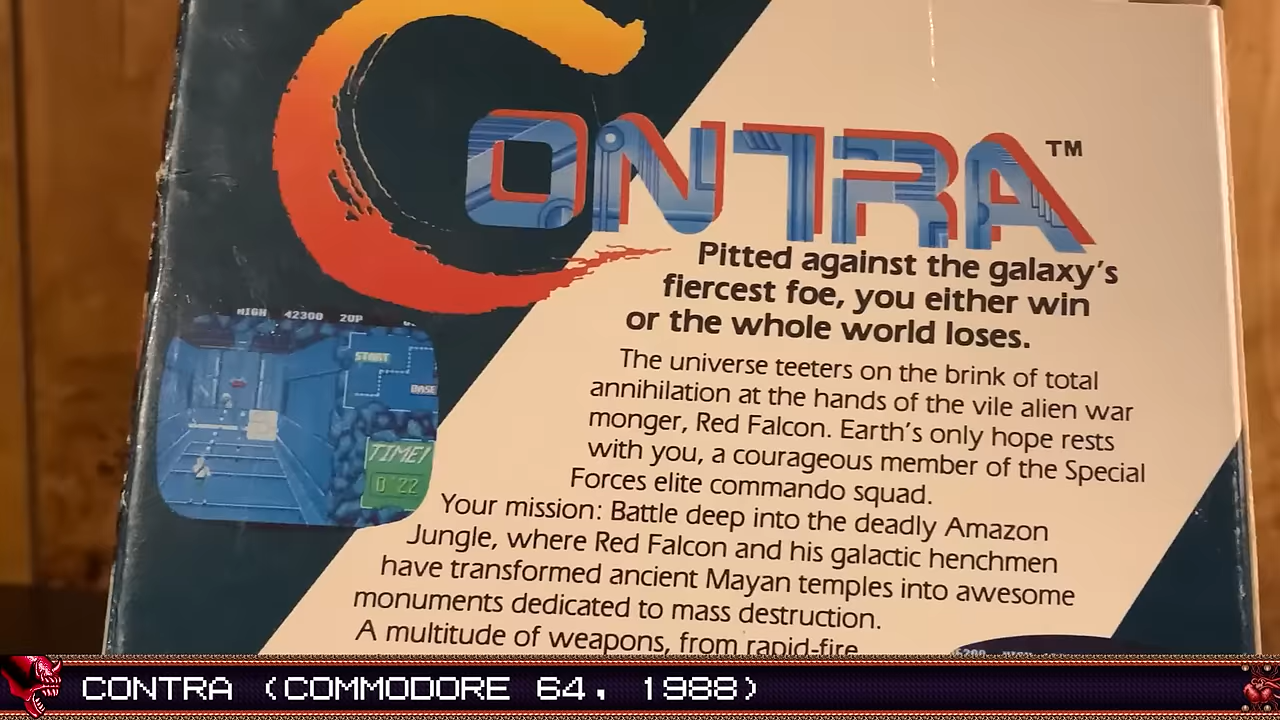 CONTRA™
Pitted against the galaxy's
fiercest foe, you either win
or the whole world loses.
The universe teeters on the brink of total
annihilation at the hands of the vile alien war
monger, Red Falcon. Earth's only hope rests
with you, a courageous member of the Special
Forces elite commando squad.
Your mission: Battle deep into the deadly Amazon
Jungle, where Red Falcon and his galactic henchmen
have transformed ancient Mayan temples into awesome
monuments dedicated to mass destruction.
A multitude of weapons, from rapid-fire
HIGH 42300 2UP
START
BASE
TIME!
0'22
CONTRA (COMMODORE 64, 1988)